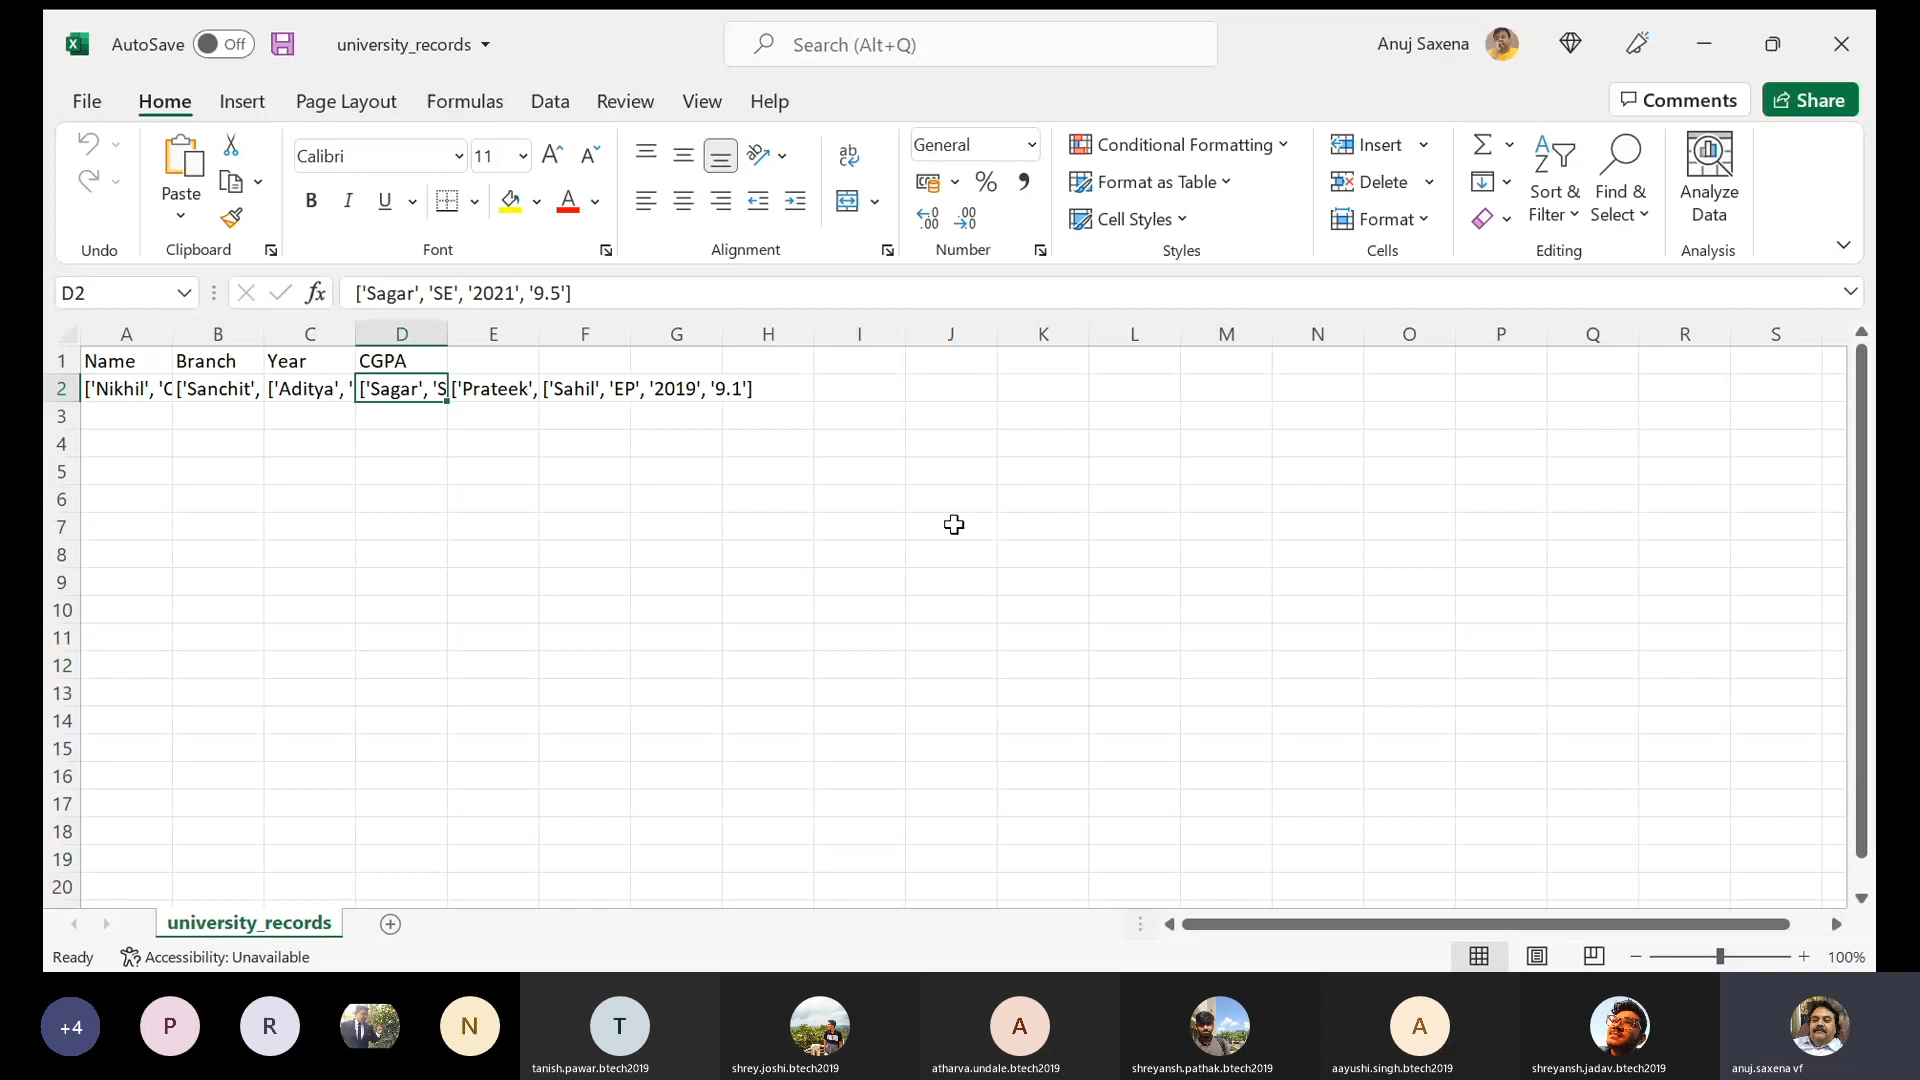 AutoSave Off university_records Search (Alt+Q) Anuj Saxena
File Home Insert Page Layout Formulas Data Review View Help Comments Share
Calibri 11 General Conditional Formatting Insert
Paste B I U % Format as Table Delete Sort & Filter Find & Select Analyze Data
Cell Styles Format
Undo Clipboard Font Alignment Number Styles Cells Editing Analysis
D2 fx ['Sagar', 'SE', '2021', '9.5']
A B C D E F G H I J K L M N O P Q R S
1 Name Branch Year CGPA
2 ['Nikhil', 'C ['Sanchit', ['Aditya', ' ['Sagar', 'S ['Prateek', ['Sahil', 'EP', '2019', '9.1']
3
4
5
6
7
8
9
10
11
12
13
14
15
16
17
18
19
20
university_records
Ready Accessibility: Unavailable 100%
+4 P R N T A A
tanish.pawar.btech2019 shrey.joshi.btech2019 atharva.undale.btech2019 shreyansh.pathak.btech2019 aayushi.singh.btech2019 shreyansh.jadav.btech2019 anuj.saxena vf